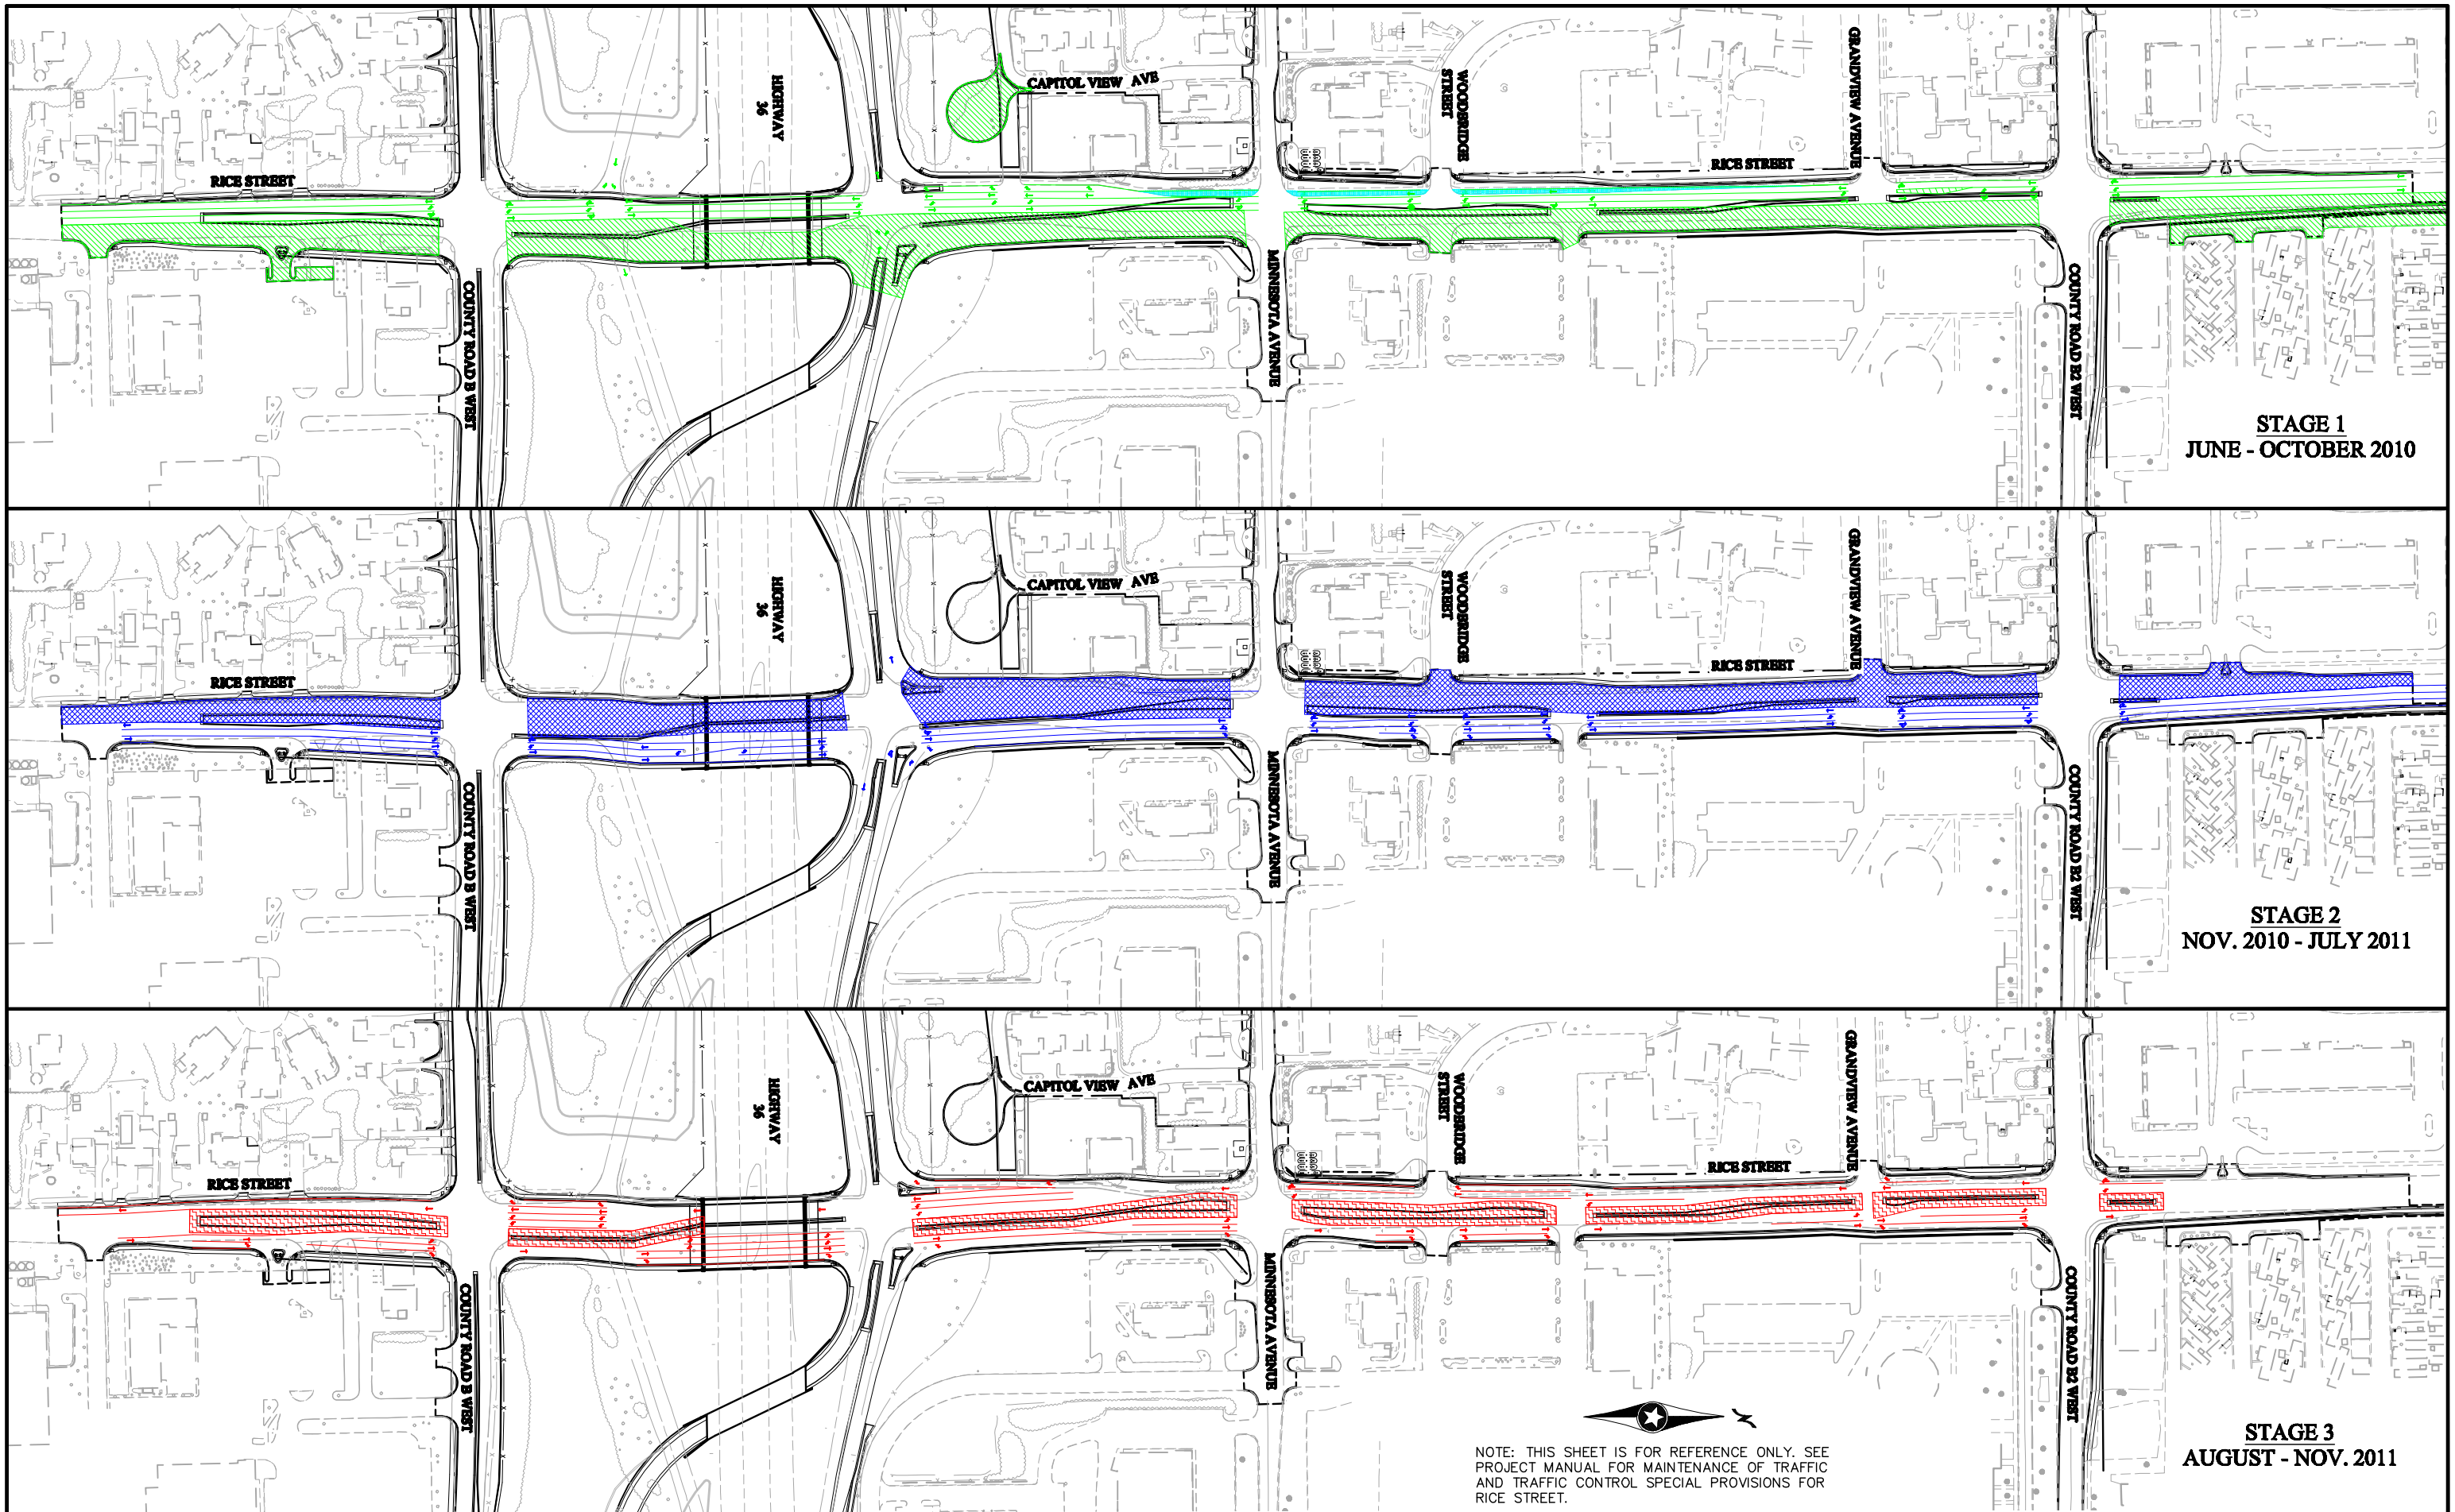 HIGHWAY
36
CAPITOL VIEW AVE
WOODBRIDGE
STREET
GRANDVIEW AVENUE
RICE STREET
RICE STREET
COUNTY ROAD B WEST
MINNESOTA AVENUE
COUNTY ROAD B2 WEST
STAGE 1
JUNE - OCTOBER 2010
HIGHWAY
36
CAPITOL VIEW AVE
WOODBRIDGE
STREET
GRANDVIEW AVENUE
RICE STREET
RICE STREET
COUNTY ROAD B WEST
MINNESOTA AVENUE
COUNTY ROAD B2 WEST
STAGE 2
NOV. 2010 - JULY 2011
HIGHWAY
36
CAPITOL VIEW AVE
WOODBRIDGE
STREET
GRANDVIEW AVENUE
RICE STREET
RICE STREET
COUNTY ROAD B WEST
MINNESOTA AVENUE
COUNTY ROAD B2 WEST
Z
NOTE: THIS SHEET IS FOR REFERENCE ONLY. SEE
PROJECT MANUAL FOR MAINTENANCE OF TRAFFIC
AND TRAFFIC CONTROL SPECIAL PROVISIONS FOR
RICE STREET.
STAGE 3
AUGUST - NOV. 2011